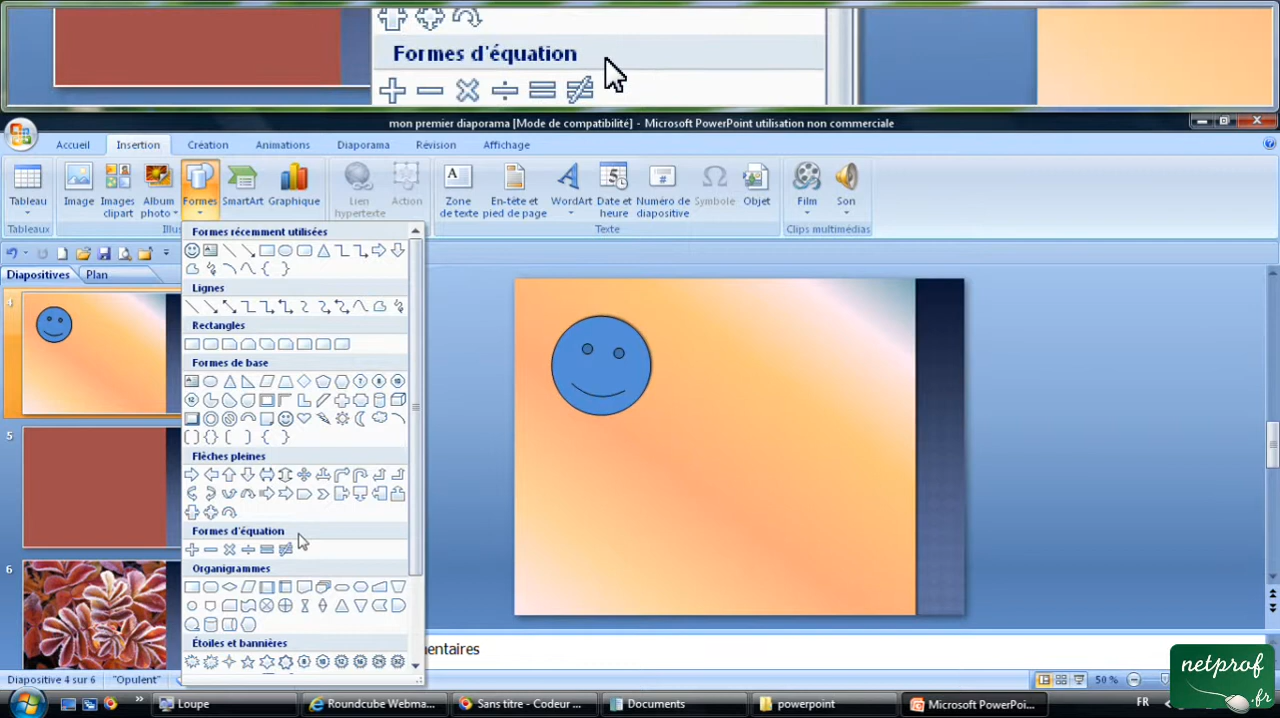 Formes d'équation
mon premier diaporama [Mode de compatibilité] - Microsoft PowerPoint utilisation non commerciale
Accueil Insertion Création Animations Diaporama Révision Affichage
Tableau Image Images clipart Album photo Formes SmartArt Graphique Lien hypertexte Action Zone de texte En-tête et pied de page WordArt Date et heure Numéro de diapositive Symbole Objet Film Son
Tableaux Illus Texte Clips multimédias
Formes récemment utilisées
Diapositives Plan
Lignes
4
Rectangles
Formes de base
5
Flèches pleines
Formes d'équation
6
Organigrammes
Étoiles et bannières
entaires
Diapositive 4 sur 6 "Opulent" 50 %
netprof
.fr
Loupe Roundcube Webma... Sans titre - Codeur ... Documents powerpoint Microsoft PowerPoi... FR